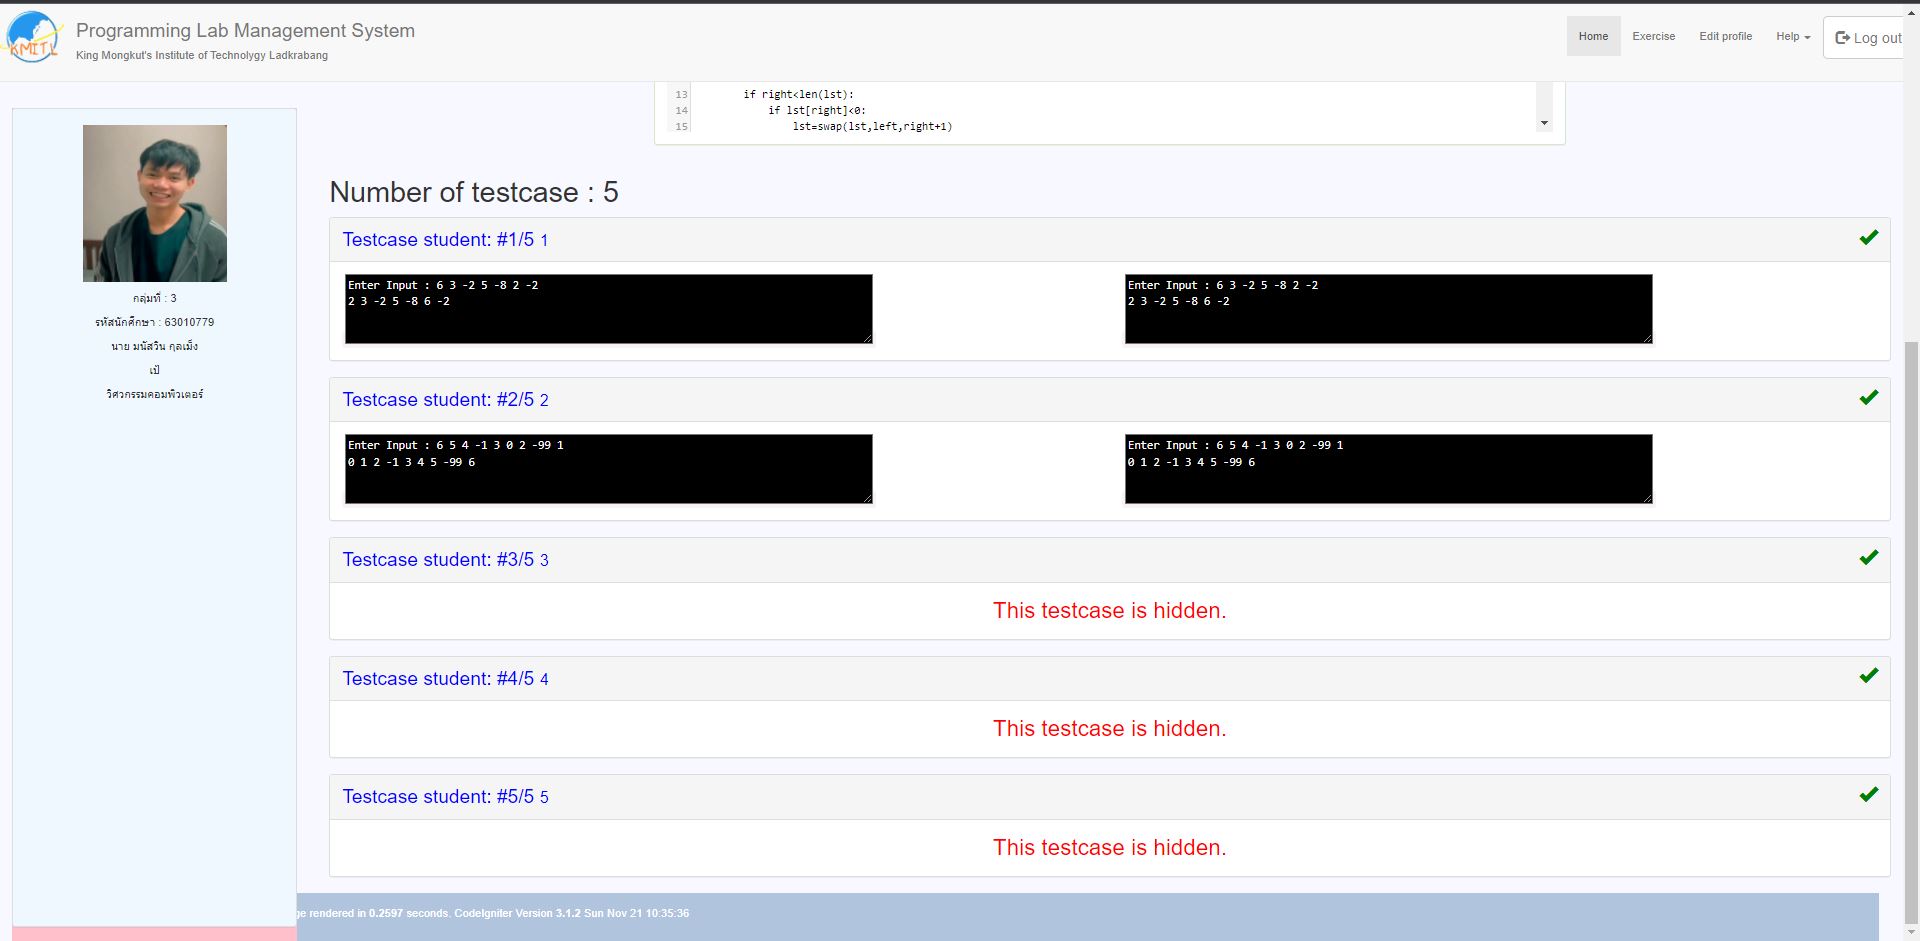 KMITL
Programming Lab Management System
King Mongkut's Institute of Technolygy Ladkrabang
Home
Exercise
Edit profile
Help
Log out
กลุ่มที่ : 3
รหัสนักศึกษา : 63010779
นาย มนัสวิน กุลเม็ง
เป้
วิศวกรรมคอมพิวเตอร์
13 if right<len(lst):
14 if lst[right]<0:
15 lst=swap(lst,left,right+1)
Number of testcase : 5
Testcase student: #1/5 1
Enter Input : 6 3 -2 5 -8 2 -2
2 3 -2 5 -8 6 -2
Enter Input : 6 3 -2 5 -8 2 -2
2 3 -2 5 -8 6 -2
Testcase student: #2/5 2
Enter Input : 6 5 4 -1 3 0 2 -99 1
0 1 2 -1 3 4 5 -99 6
Enter Input : 6 5 4 -1 3 0 2 -99 1
0 1 2 -1 3 4 5 -99 6
Testcase student: #3/5 3
This testcase is hidden.
Testcase student: #4/5 4
This testcase is hidden.
Testcase student: #5/5 5
This testcase is hidden.
ge rendered in 0.2597 seconds. CodeIgniter Version 3.1.2 Sun Nov 21 10:35:36